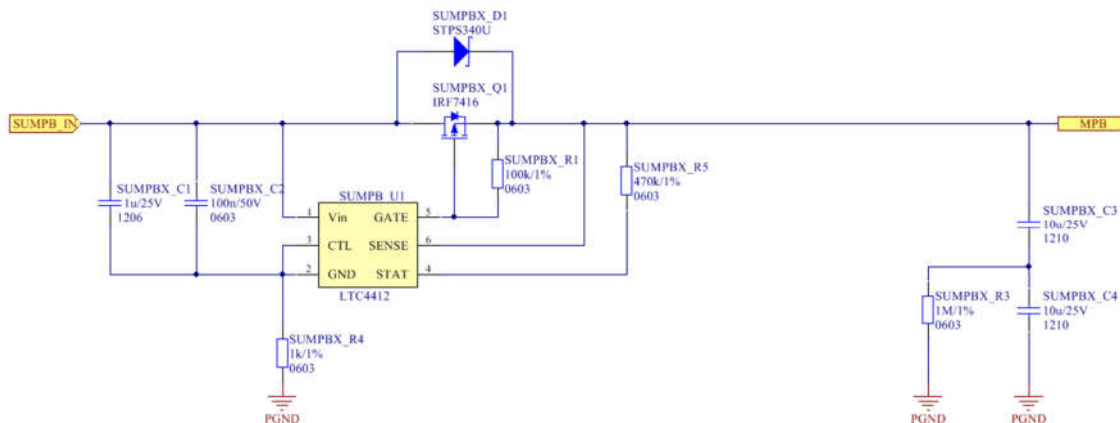 SUMPBX_D1
STPS340U
SUMPBX_Q1
IRF7416
SUMPB_IN
MPB
SUMPBX_R1
100k/1%
0603
SUMPBX_R5
470k/1%
0603
SUMPBX_C1
1u/25V
1206
SUMPBX_C2
100n/50V
0603
SUMPB_U1
1 Vin GATE 5
3 CTL SENSE 6
2 GND STAT 4
LTC4412
SUMPBX_C3
10u/25V
1210
SUMPBX_R3
1M/1%
0603
SUMPBX_C4
10u/25V
1210
SUMPBX_R4
1k/1%
0603
PGND
PGND
PGND